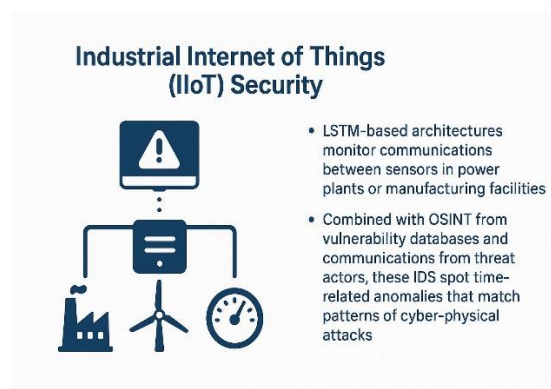 Industrial Internet of Things
(IIoT) Security
• LSTM-based architectures
monitor communications
between sensors in power
plants or manufacturing facilities
• Combined with OSINT from
vulnerability databases and
communications from threat
actors, these IDS spot time-
related anomalies that match
patterns of cyber-physical
attacks